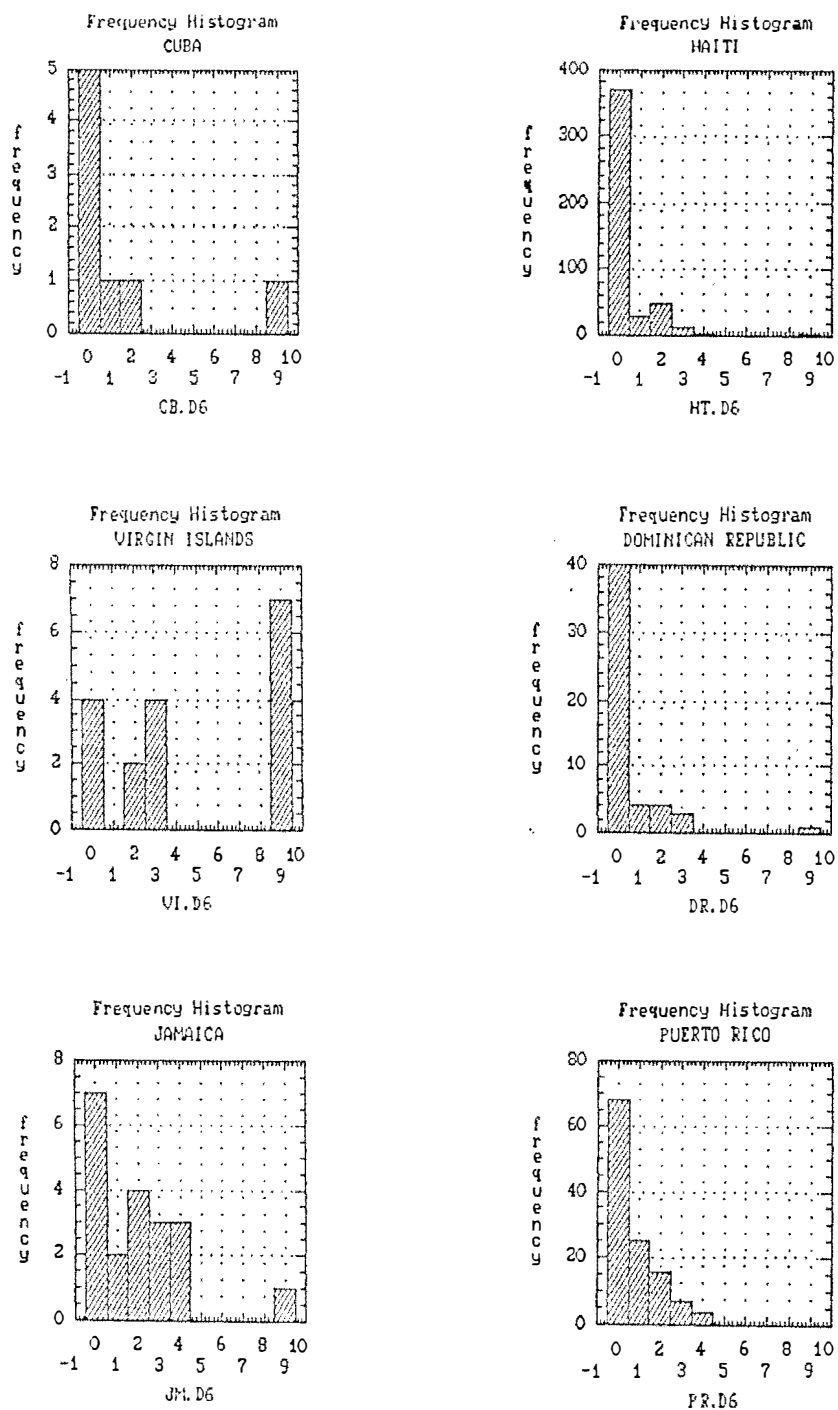 Frequency Histogram
CUBA
frequency
5
4
3
2
1
0
0 2 4 6 8 10
-1 1 3 5 7 9
CB.D6
Frequency Histogram
HAITI
frequency
400
300
200
100
0
0 2 4 6 8 10
-1 1 3 5 7 9
HT.D6
Frequency Histogram
VIRGIN ISLANDS
frequency
8
6
4
2
0
0 2 4 6 8 10
-1 1 3 5 7 9
VI.D6
Frequency Histogram
DOMINICAN REPUBLIC
frequency
40
30
20
10
0
0 2 4 6 8 10
-1 1 3 5 7 9
DR.D6
Frequency Histogram
JAMAICA
frequency
8
6
4
2
0
0 2 4 6 8 10
-1 1 3 5 7 9
JM.D6
Frequency Histogram
PUERTO RICO
frequency
80
60
40
20
0
0 2 4 6 8 10
-1 1 3 5 7 9
PR.D6